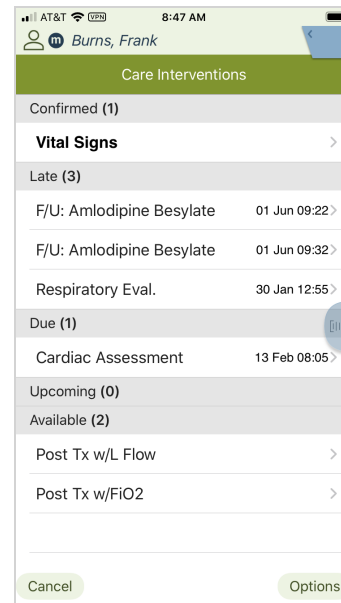 AT&T VPN 8:47 AM
m Burns, Frank
Care Interventions
Confirmed (1)
Vital Signs
Late (3)
F/U: Amlodipine Besylate 01 Jun 09:22
F/U: Amlodipine Besylate 01 Jun 09:32
Respiratory Eval. 30 Jan 12:55
Due (1)
Cardiac Assessment 13 Feb 08:05
Upcoming (0)
Available (2)
Post Tx w/L Flow
Post Tx w/FiO2
Cancel Options